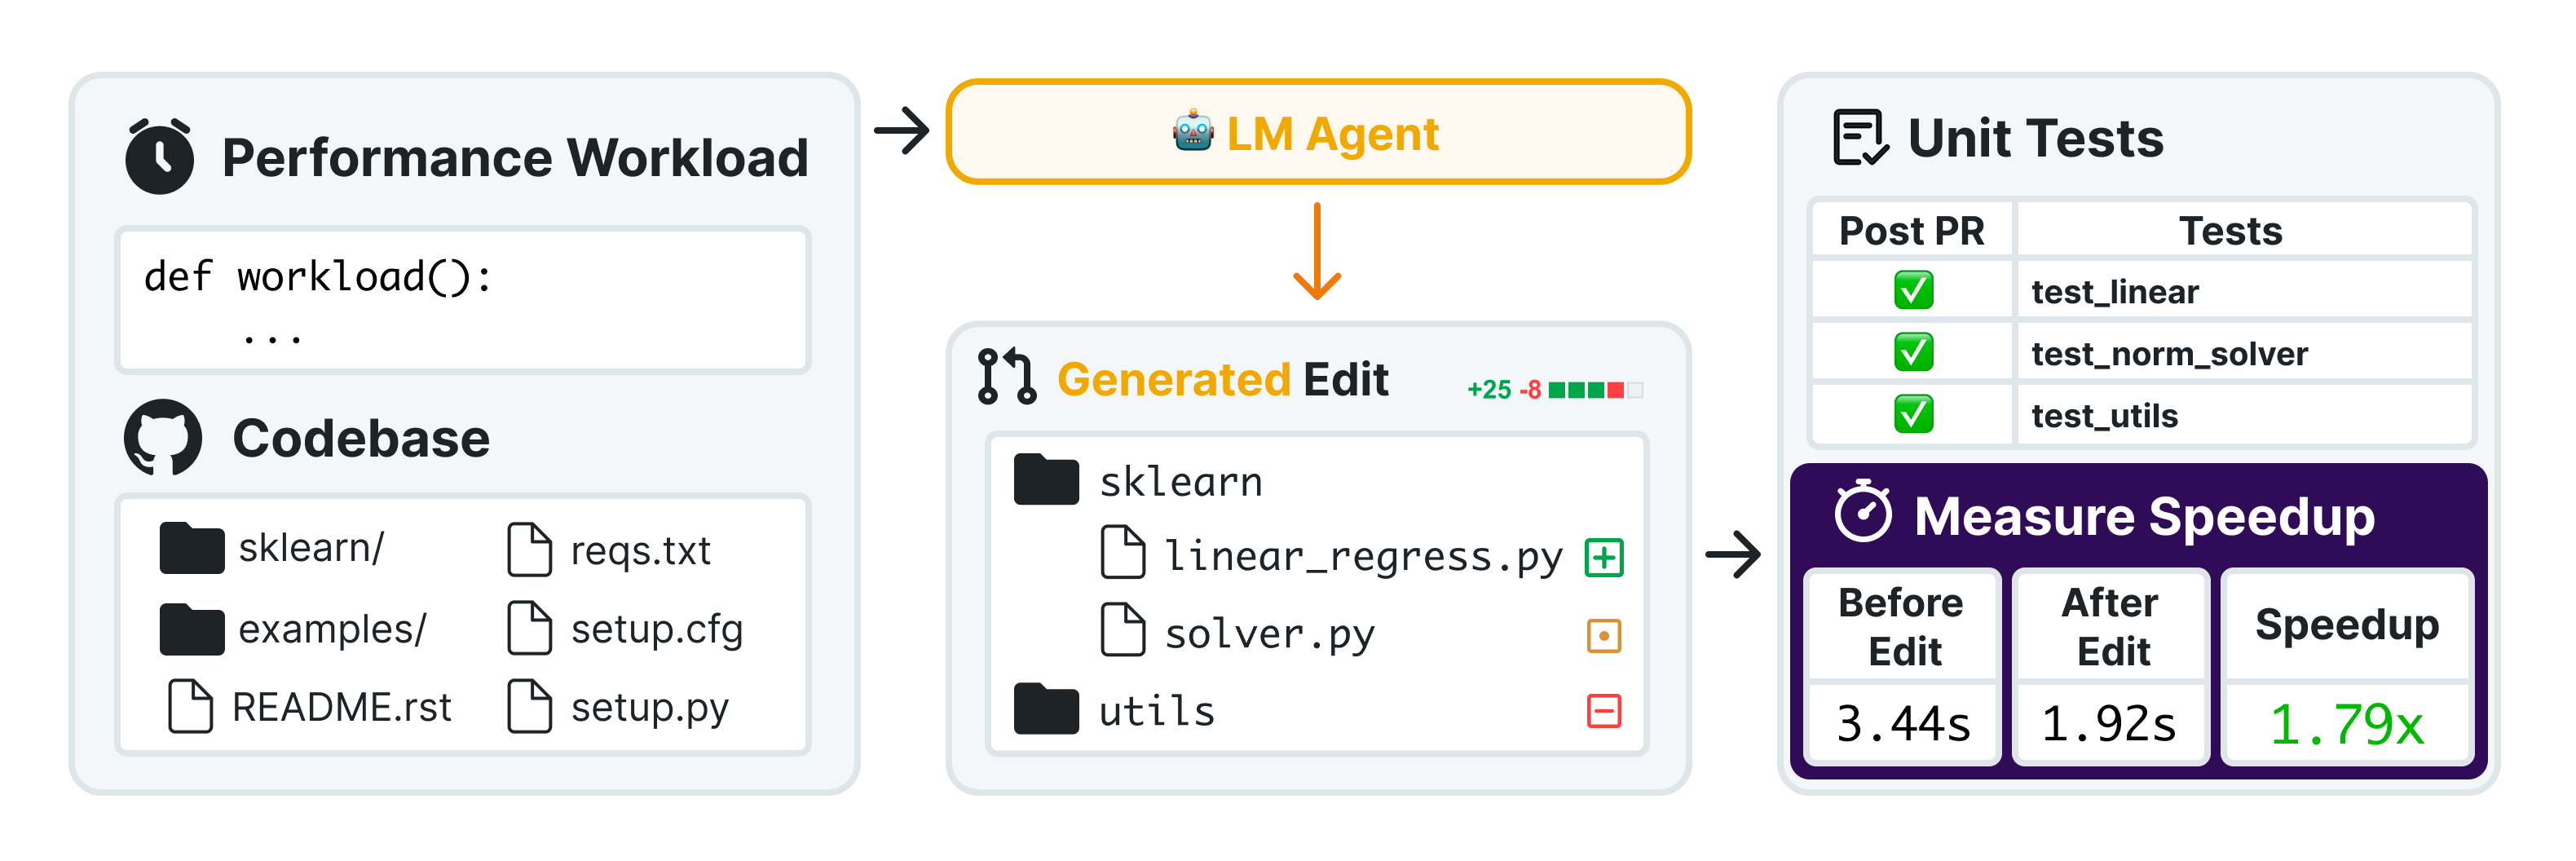 Performance Workload
def workload():
...
Codebase
sklearn/
reqs.txt
examples/
setup.cfg
README.rst
setup.py
LM Agent
Generated Edit
+25 -8
sklearn
linear_regress.py
solver.py
utils
Unit Tests
Post PR
Tests
test_linear
test_norm_solver
test_utils
Measure Speedup
Before
Edit
After
Edit
Speedup
3.44s
1.92s
1.79x